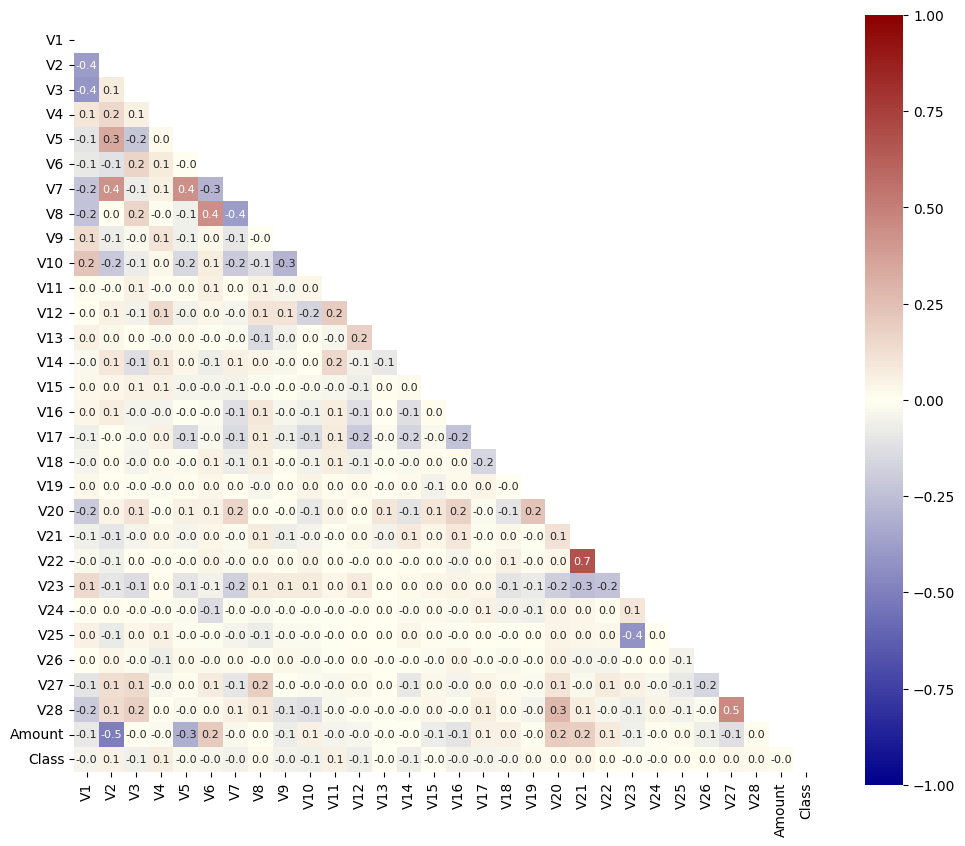 V1
V2 -0.4
V3 -0.4 0.1
V4 0.1 0.2 0.1
V5 -0.1 0.3 -0.2 0.0
V6 -0.1 -0.1 0.2 0.1 -0.0
V7 -0.2 0.4 -0.1 0.1 0.4 -0.3
V8 -0.2 0.0 0.2 -0.0 -0.1 0.4 -0.4
V9 0.1 -0.1 -0.0 0.1 -0.1 0.0 -0.1 -0.0
V10 0.2 -0.2 -0.1 0.0 -0.2 0.1 -0.2 -0.1 -0.3
V11 0.0 -0.0 0.1 -0.0 0.0 0.1 0.0 0.1 -0.0 0.0
V12 0.0 0.1 -0.1 0.1 -0.0 0.0 -0.0 0.1 0.1 -0.2 0.2
V13 0.0 0.0 0.0 -0.0 0.0 -0.0 -0.0 -0.1 -0.0 0.0 -0.0 0.2
V14 -0.0 0.1 -0.1 0.1 0.0 -0.1 0.1 0.0 -0.0 -0.0 0.2 -0.1 -0.1
V15 0.0 0.0 0.1 0.1 -0.0 -0.0 -0.1 -0.0 -0.0 -0.0 -0.0 -0.1 0.0 0.0
V16 0.0 0.1 -0.0 -0.0 -0.0 -0.0 -0.1 0.1 -0.0 -0.1 0.1 -0.1 0.0 -0.1 0.0
V17 -0.1 -0.0 -0.0 0.0 -0.1 -0.0 -0.1 0.1 -0.1 -0.1 0.1 -0.2 -0.0 -0.2 -0.0 -0.2
V18 -0.0 0.0 -0.0 0.0 -0.0 0.1 -0.1 0.1 -0.0 -0.1 0.1 -0.1 -0.0 -0.0 0.0 0.0 -0.2
V19 0.0 0.0 0.0 -0.0 0.0 0.0 0.0 -0.0 0.0 0.0 -0.0 0.0 0.0 0.0 -0.1 0.0 0.0 -0.0
V20 -0.2 0.0 0.1 -0.0 0.1 0.1 0.2 0.0 -0.0 -0.1 0.0 0.0 0.1 -0.1 0.1 0.2 -0.0 -0.1 0.2
V21 -0.1 -0.1 0.0 -0.0 -0.0 0.0 -0.0 0.1 -0.1 -0.0 0.0 -0.0 -0.0 0.1 0.0 0.1 -0.0 0.0 -0.0 0.1
V22 -0.0 -0.1 0.0 0.0 -0.0 0.0 -0.0 0.0 -0.0 0.0 -0.0 -0.0 0.0 0.0 0.0 -0.0 0.0 0.1 -0.0 0.0 0.7
V23 0.1 -0.1 -0.1 0.0 -0.1 -0.1 -0.2 0.1 0.1 0.1 0.0 0.1 0.0 0.0 0.0 0.0 0.0 -0.1 -0.1 -0.2 -0.3 -0.2
V24 -0.0 0.0 0.0 -0.0 -0.0 -0.1 -0.0 -0.0 -0.0 -0.0 -0.0 -0.0 0.0 0.0 0.0 -0.0 0.1 -0.0 -0.1 0.0 0.0 0.0 0.1
V25 0.0 -0.1 0.0 0.1 -0.0 -0.0 -0.0 -0.1 -0.0 -0.0 0.0 -0.0 -0.0 0.0 -0.0 0.0 -0.0 0.0 -0.0 0.0 0.0 0.0 -0.4 0.0
V26 0.0 0.0 -0.0 -0.1 0.0 -0.0 0.0 -0.0 0.0 -0.0 0.0 -0.0 -0.0 -0.0 -0.0 0.0 -0.0 0.0 -0.0 0.0 -0.0 -0.0 -0.0 0.0 -0.1
V27 -0.1 0.1 0.1 -0.0 0.0 0.1 -0.1 0.2 -0.0 -0.0 -0.0 0.0 0.0 -0.1 0.0 -0.0 0.0 0.0 -0.0 0.1 -0.0 0.1 0.0 -0.0 -0.1 -0.2
V28 -0.2 0.1 0.2 0.0 0.0 0.0 0.1 0.1 -0.1 -0.1 0.0 -0.0 -0.0 -0.0 0.0 -0.0 0.1 0.0 -0.0 0.3 0.1 -0.0 -0.1 0.0 -0.1 -0.0 0.5
Amount -0.1 -0.5 -0.0 -0.0 -0.3 0.2 -0.0 0.0 -0.1 0.1 -0.0 -0.0 -0.0 -0.0 -0.1 -0.1 0.1 0.0 -0.0 0.2 0.2 0.1 -0.1 -0.0 0.0 -0.1 -0.1 0.0
Class -0.0 0.1 -0.1 0.1 -0.0 -0.0 -0.0 0.0 -0.0 -0.1 0.1 -0.1 0.0 -0.1 -0.0 -0.0 -0.0 -0.0 0.0 0.0 0.0 0.0 0.0 0.0 0.0 0.0 0.0 0.0 -0.0
V1 V2 V3 V4 V5 V6 V7 V8 V9 V10 V11 V12 V13 V14 V15 V16 V17 V18 V19 V20 V21 V22 V23 V24 V25 V26 V27 V28 Amount Class
1.00
0.75
0.50
0.25
0.00
−0.25
−0.50
−0.75
−1.00